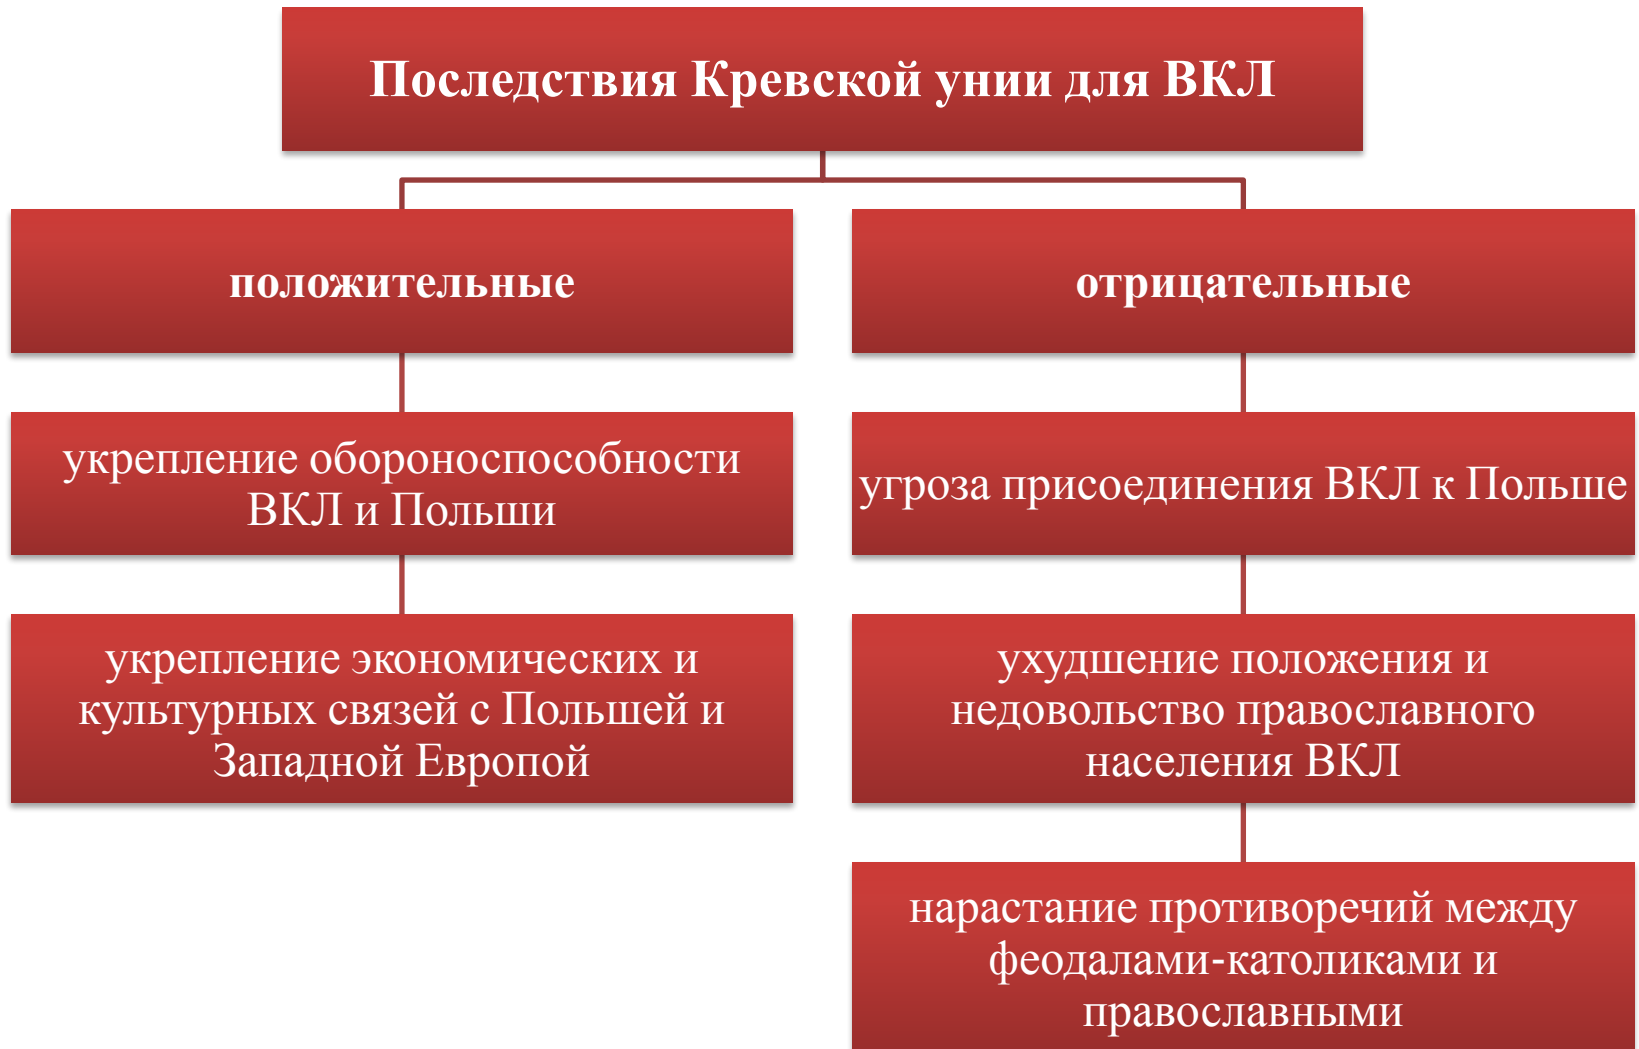 Последствия Кревской унии для ВКЛ
положительные
укрепление обороноспособности
ВКЛ и Польши
укрепление экономических и
культурных связей с Польшей и
Западной Европой
отрицательные
угроза присоединения ВКЛ к Польше
ухудшение положения и
недовольство православного
населения ВКЛ
нарастание противоречий между
феодалами-католиками и
православными